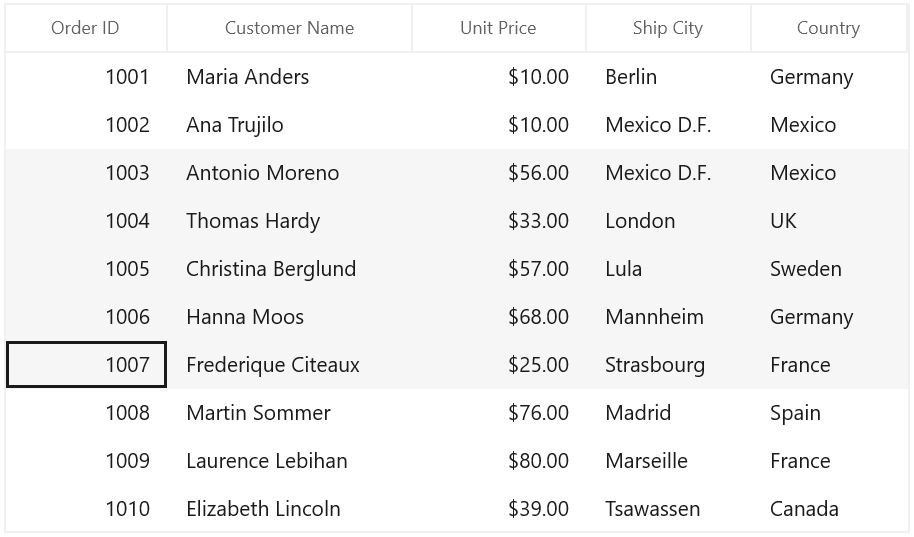 Order ID Customer Name Unit Price Ship City Country
1001 Maria Anders $10.00 Berlin Germany
1002 Ana Trujilo $10.00 Mexico D.F. Mexico
1003 Antonio Moreno $56.00 Mexico D.F. Mexico
1004 Thomas Hardy $33.00 London UK
1005 Christina Berglund $57.00 Lula Sweden
1006 Hanna Moos $68.00 Mannheim Germany
1007 Frederique Citeaux $25.00 Strasbourg France
1008 Martin Sommer $76.00 Madrid Spain
1009 Laurence Lebihan $80.00 Marseille France
1010 Elizabeth Lincoln $39.00 Tsawassen Canada